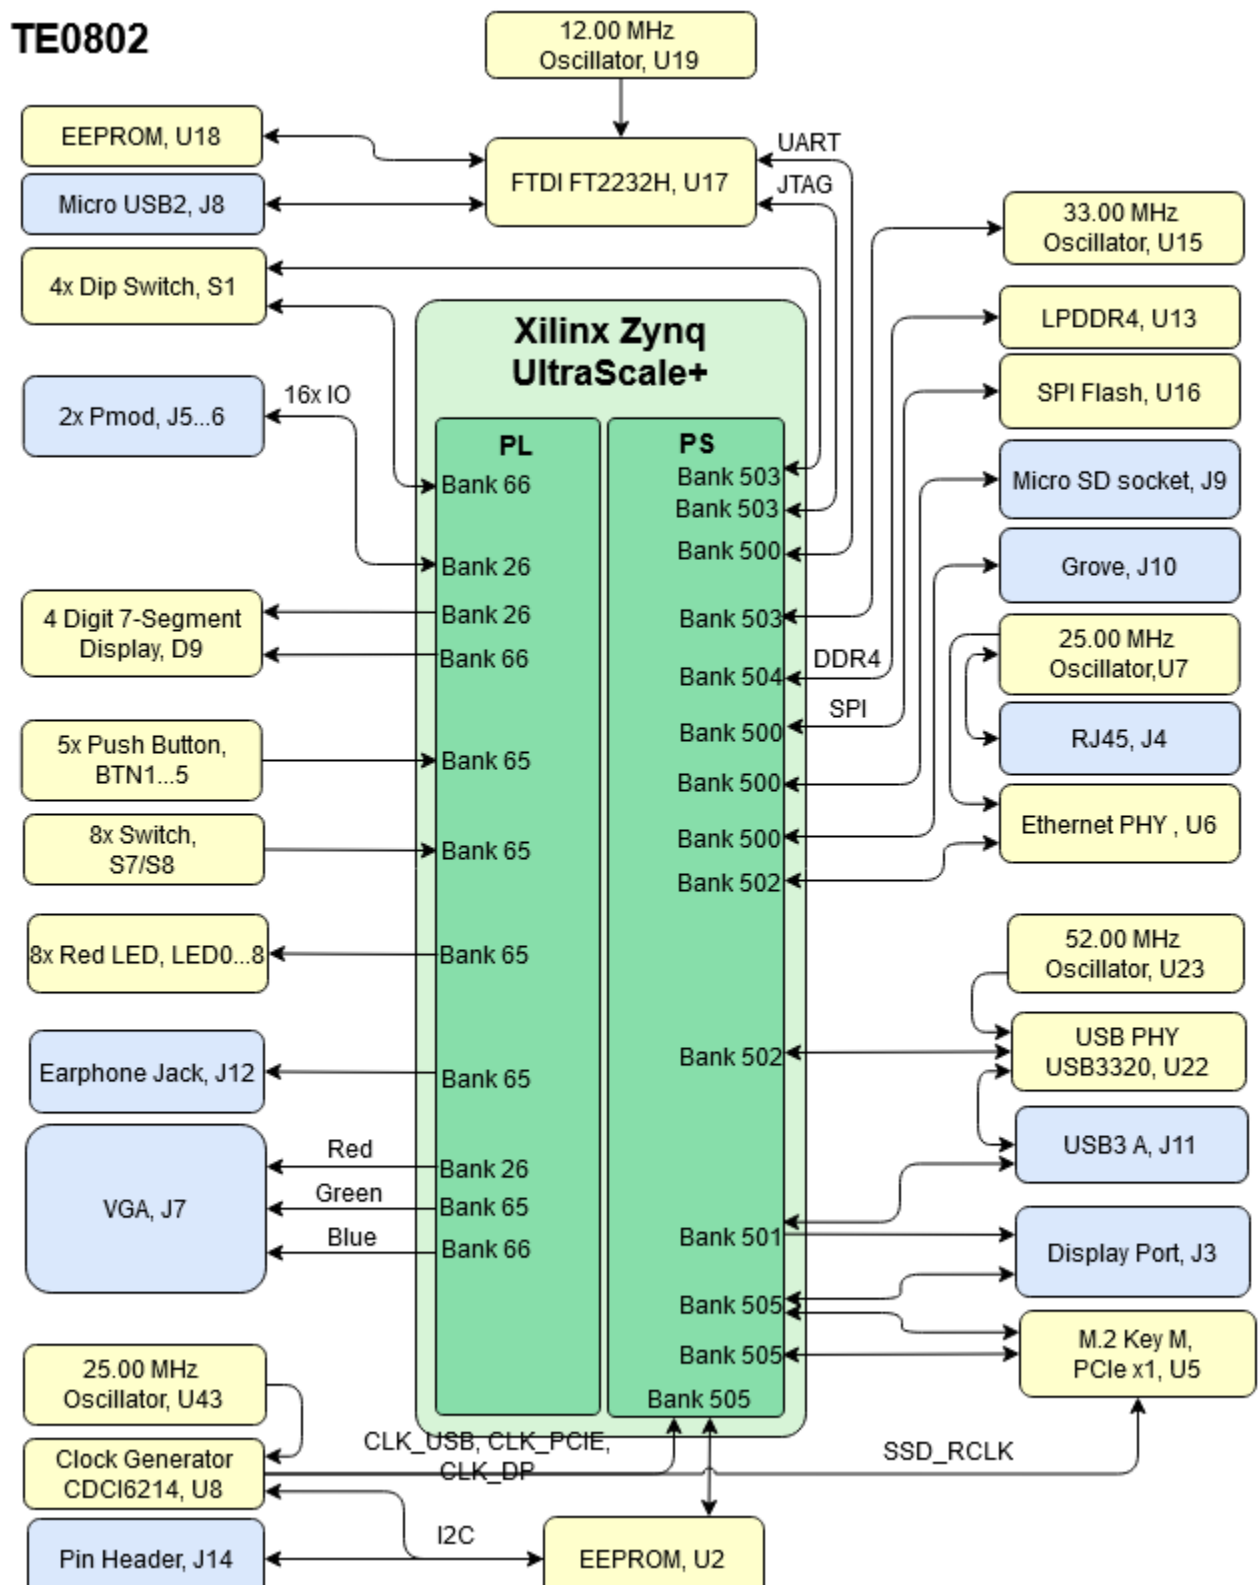 TE0802
12.00 MHz
Oscillator, U19
EEPROM, U18
Micro USB2, J8
4x Dip Switch, S1
FTDI FT2232H, U17
UART
JTAG
33.00 MHz
Oscillator, U15
LPDDR4, U13
SPI Flash, U16
Micro SD socket, J9
Grove, J10
25.00 MHz
Oscillator,U7
RJ45, J4
Ethernet PHY , U6
52.00 MHz
Oscillator, U23
USB PHY
USB3320, U22
USB3 A, J11
Display Port, J3
M.2 Key M,
PCIe x1, U5
Xilinx Zynq
UltraScale+
16x IO
2x Pmod, J5...6
4 Digit 7-Segment
Display, D9
5x Push Button,
BTN1...5
8x Switch,
S7/S8
8x Red LED, LED0...8
Earphone Jack, J12
VGA, J7
Red
Green
Blue
25.00 MHz
Oscillator, U43
Clock Generator
CDCI6214, U8
Pin Header, J14
PL
Bank 66
Bank 26
Bank 26
Bank 66
Bank 65
Bank 65
Bank 65
Bank 65
Bank 26
Bank 65
Bank 66
PS
Bank 503
Bank 503
Bank 500
Bank 503
Bank 504
Bank 500
Bank 500
Bank 500
Bank 502
Bank 502
Bank 501
Bank 505
Bank 505
Bank 505
DDR4
SPI
CLK_USB, CLK_PCIE,
CLK_DP
SSD_RCLK
I2C
EEPROM, U2